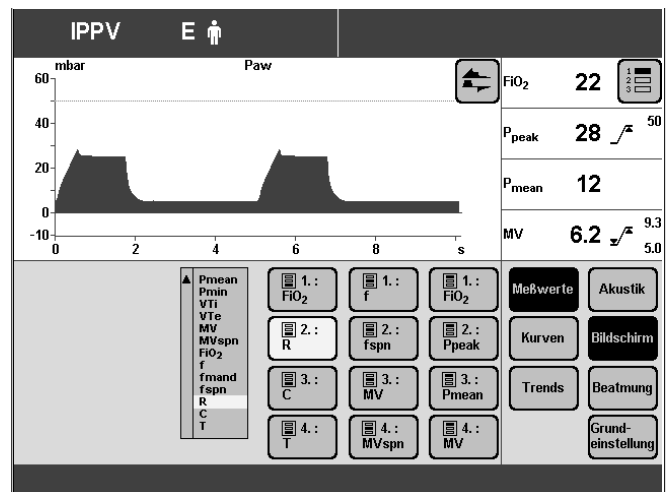 IPPV E
mbar Paw
60
40
20
0
-10
0 2 4 6 8 s
1
2
3
FiO2 22
Ppeak 28 50
Pmean 12
MV 6.2 9.3
5.0
Pmean
Pmin
VTi
VTe
MV
MVspn
FiO2
f
fmand
fspn
R
C
T
1. :
FiO2
1. :
f
1. :
FiO2
2. :
R
2. :
fspn
2. :
Ppeak
3. :
C
3. :
MV
3. :
Pmean
4. :
T
4. :
MVspn
4. :
MV
Meßwerte Akustik
Kurven Bildschirm
Trends Beatmung
Grund-
einstellung